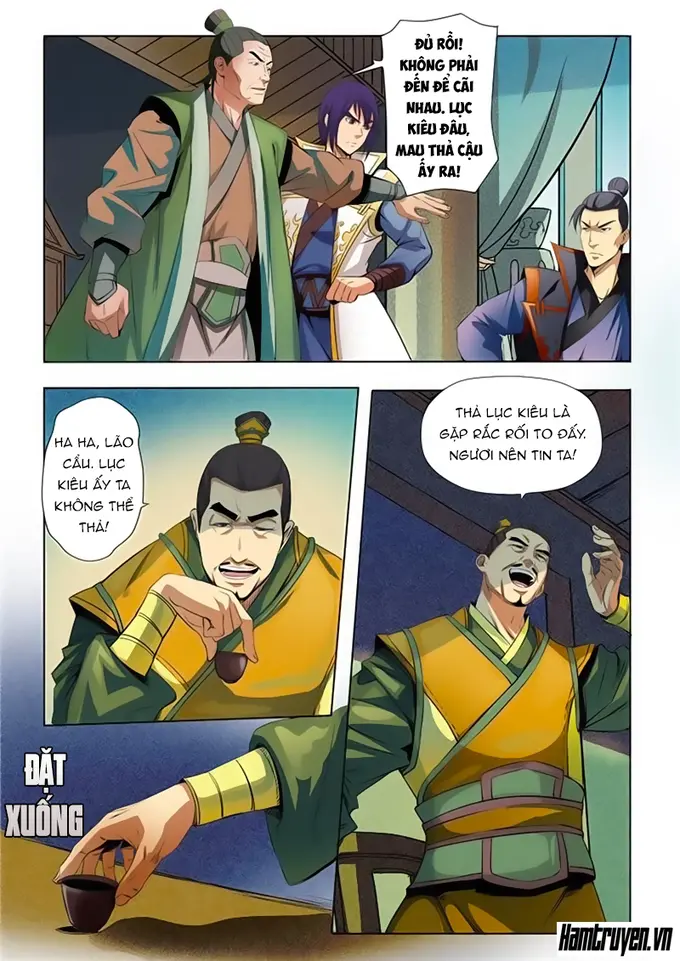 ĐỦ RỒI!
KHÔNG PHẢI
ĐẾN ĐỂ CÃI
NHAU. LỤC
KIÊU ĐÂU,
MAU THẢ CẬU
ẤY RA!
HA HA, LÃO
CẨU. LỤC
KIÊU ẤY TA
KHÔNG THỂ
THẢ!
THẢ LỤC KIÊU LÀ
GẶP RẮC RỐI TO ĐẤY.
NGƯƠI NÊN TIN TA!
ĐẶT
XUỐNG
Hamtruyen.vn